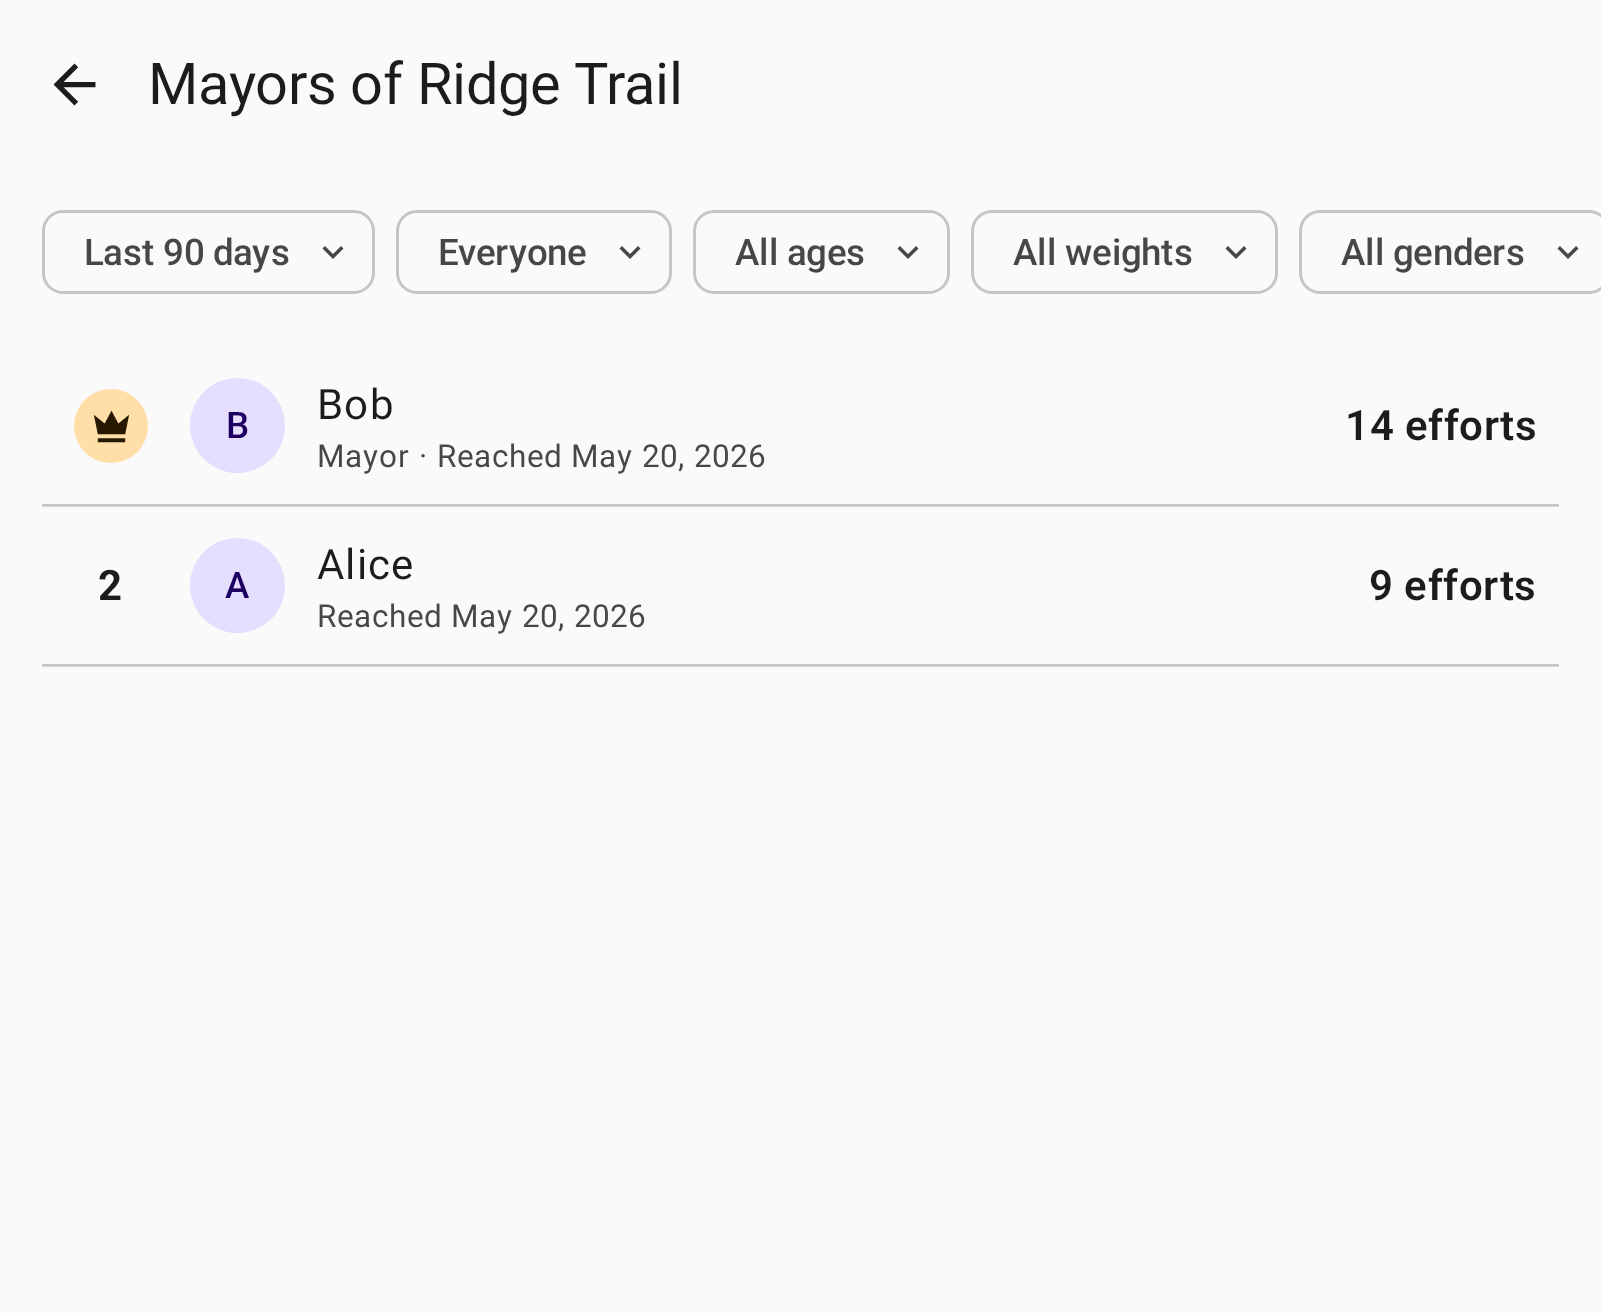 Mayors of Ridge Trail
Last 90 days Everyone All ages All weights All genders
B Bob 14 efforts
Mayor · Reached May 20, 2026
2 A Alice 9 efforts
Reached May 20, 2026